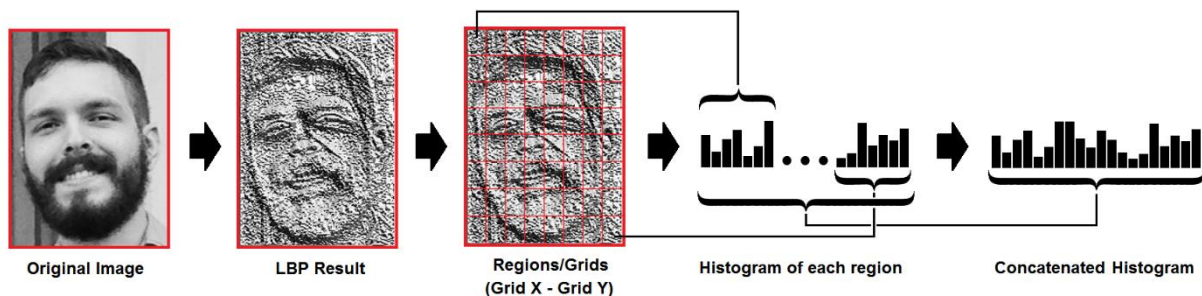 Original Image
LBP Result
Regions/Grids
(Grid X - Grid Y)
Histogram of each region
Concatenated Histogram